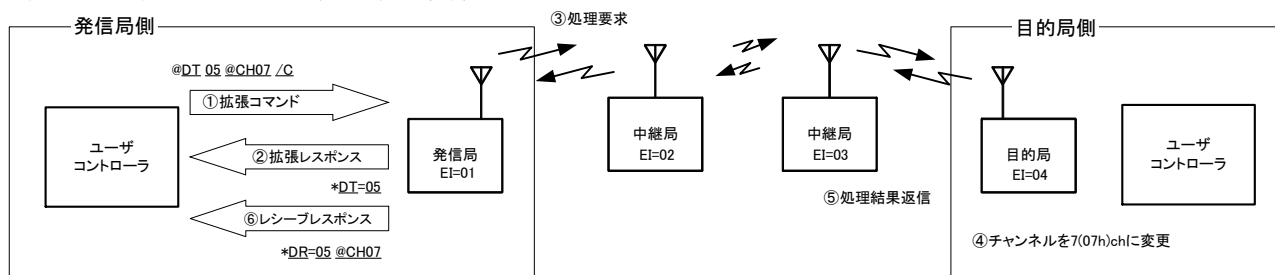 発信局側
③処理要求
目的局側
@DT 05 @CH07 /C
①拡張コマンド
ユーザ
コントローラ
②拡張レスポンス
*DT=05
⑥レシーブレスポンス
*DR=05 @CH07
発信局
EI=01
中継局
EI=02
中継局
EI=03
目的局
EI=04
ユーザ
コントローラ
⑤処理結果返信
④チャンネルを7(07h)chに変更